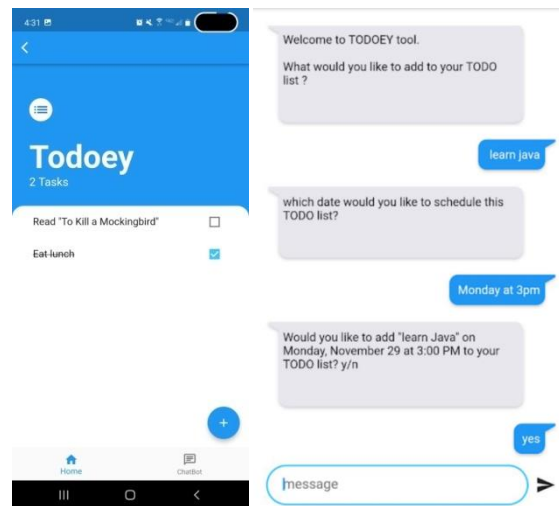 4:31
Todoey
2 Tasks
Read "To Kill a Mockingbird"
Eat lunch
Home
ChatBot
Welcome to TODOEY tool.
What would you like to add to your TODO
list ?
learn java
which date would you like to schedule this
TODO list?
Monday at 3pm
Would you like to add "learn Java" on
Monday, November 29 at 3:00 PM to your
TODO list? y/n
yes
message